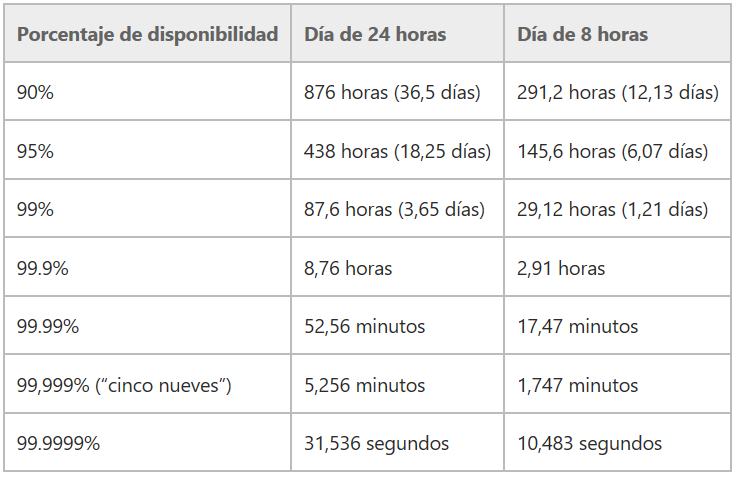 Porcentaje de disponibilidad Día de 24 horas Día de 8 horas
90% 876 horas (36,5 días) 291,2 horas (12,13 días)
95% 438 horas (18,25 días) 145,6 horas (6,07 días)
99% 87,6 horas (3,65 días) 29,12 horas (1,21 días)
99.9% 8,76 horas 2,91 horas
99.99% 52,56 minutos 17,47 minutos
99,999% (“cinco nueves”) 5,256 minutos 1,747 minutos
99.9999% 31,536 segundos 10,483 segundos